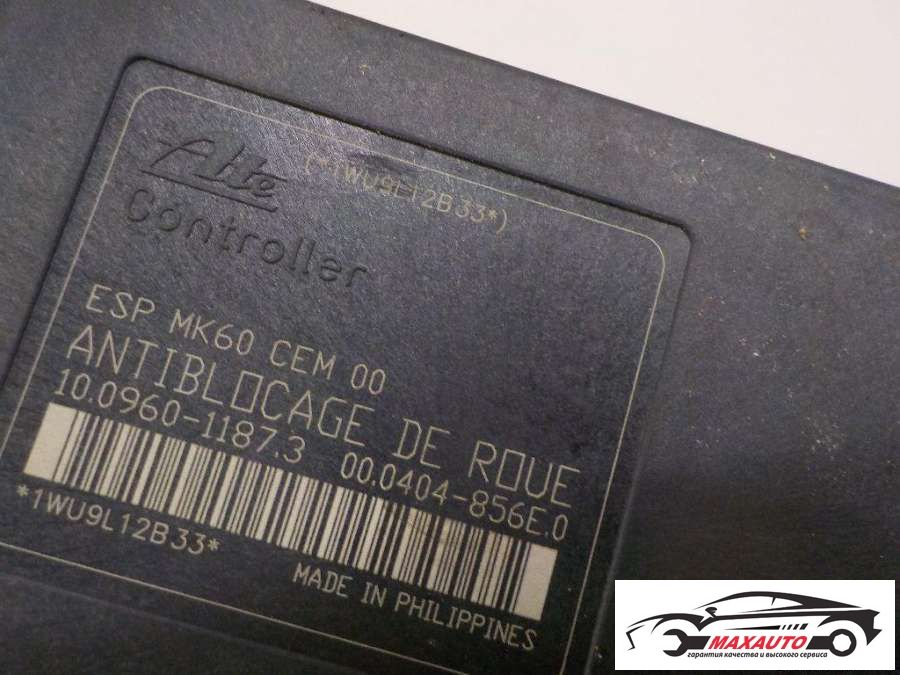 Ate
(*1WU9L12B33*)
Controller
ESP MK60 CEM 00
ANTIBLOCAGE DE ROUE
10.0960-1187.3 00.0404-856E.0
*1WU9L12B33*
MADE IN PHILIPPINES
MAXAUTO
гарантия качества и высокого сервиса